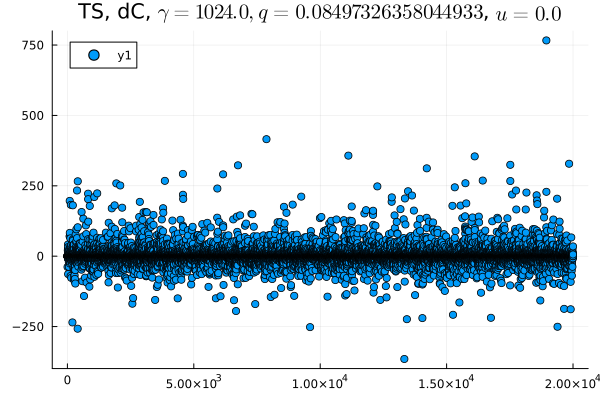 TS, dC, γ = 1024.0, q = 0.08497326358044933, u = 0.0
750
y1
500
250
0
−250
0 5.00×10³ 1.00×10⁴ 1.50×10⁴ 2.00×10⁴